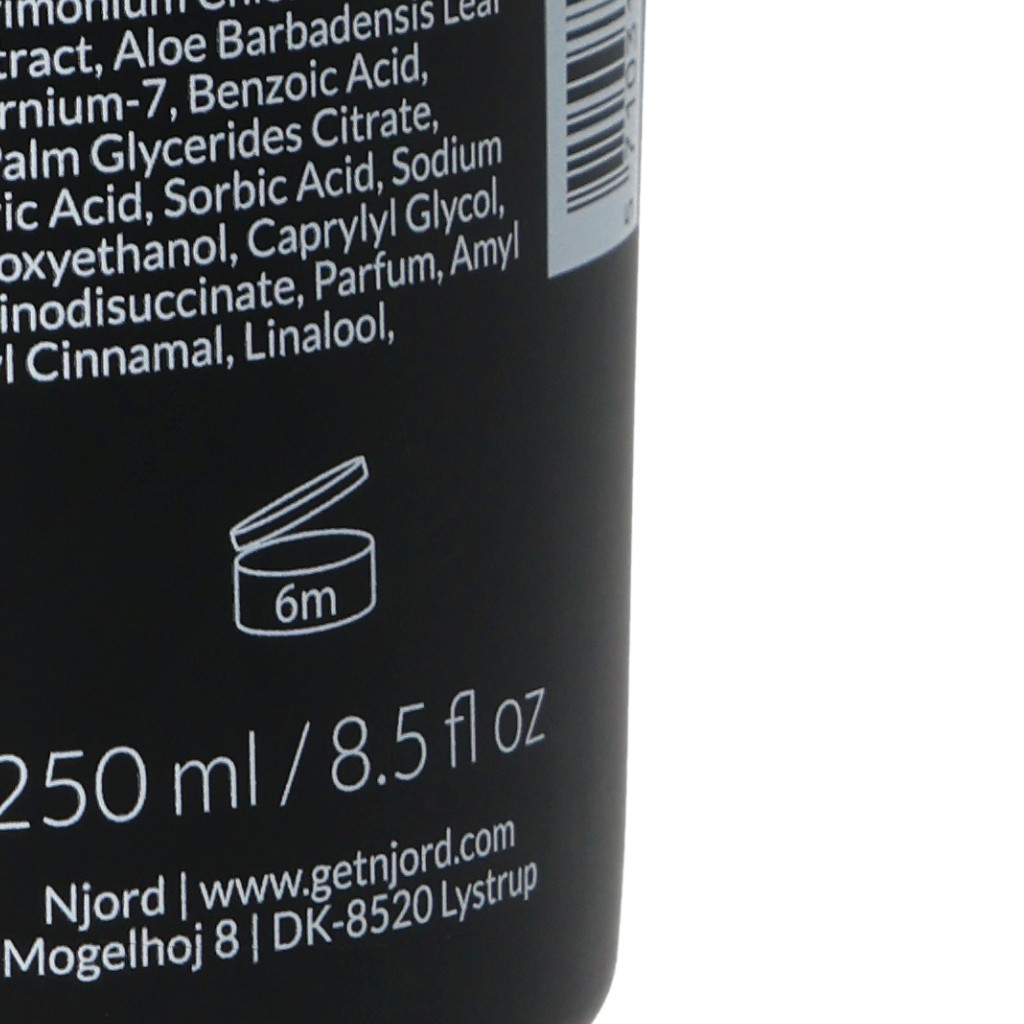 tract, Aloe Barbadensis Leaf
rnium-7, Benzoic Acid,
Palm Glycerides Citrate,
ric Acid, Sorbic Acid, Sodium
oxyethanol, Caprylyl Glycol,
inodisuccinate, Parfum, Amyl
yl Cinnamal, Linalool,
6m
250 ml / 8.5 fl oz
Njord | www.getnjord.com
Mogelhoj 8 | DK-8520 Lystrup